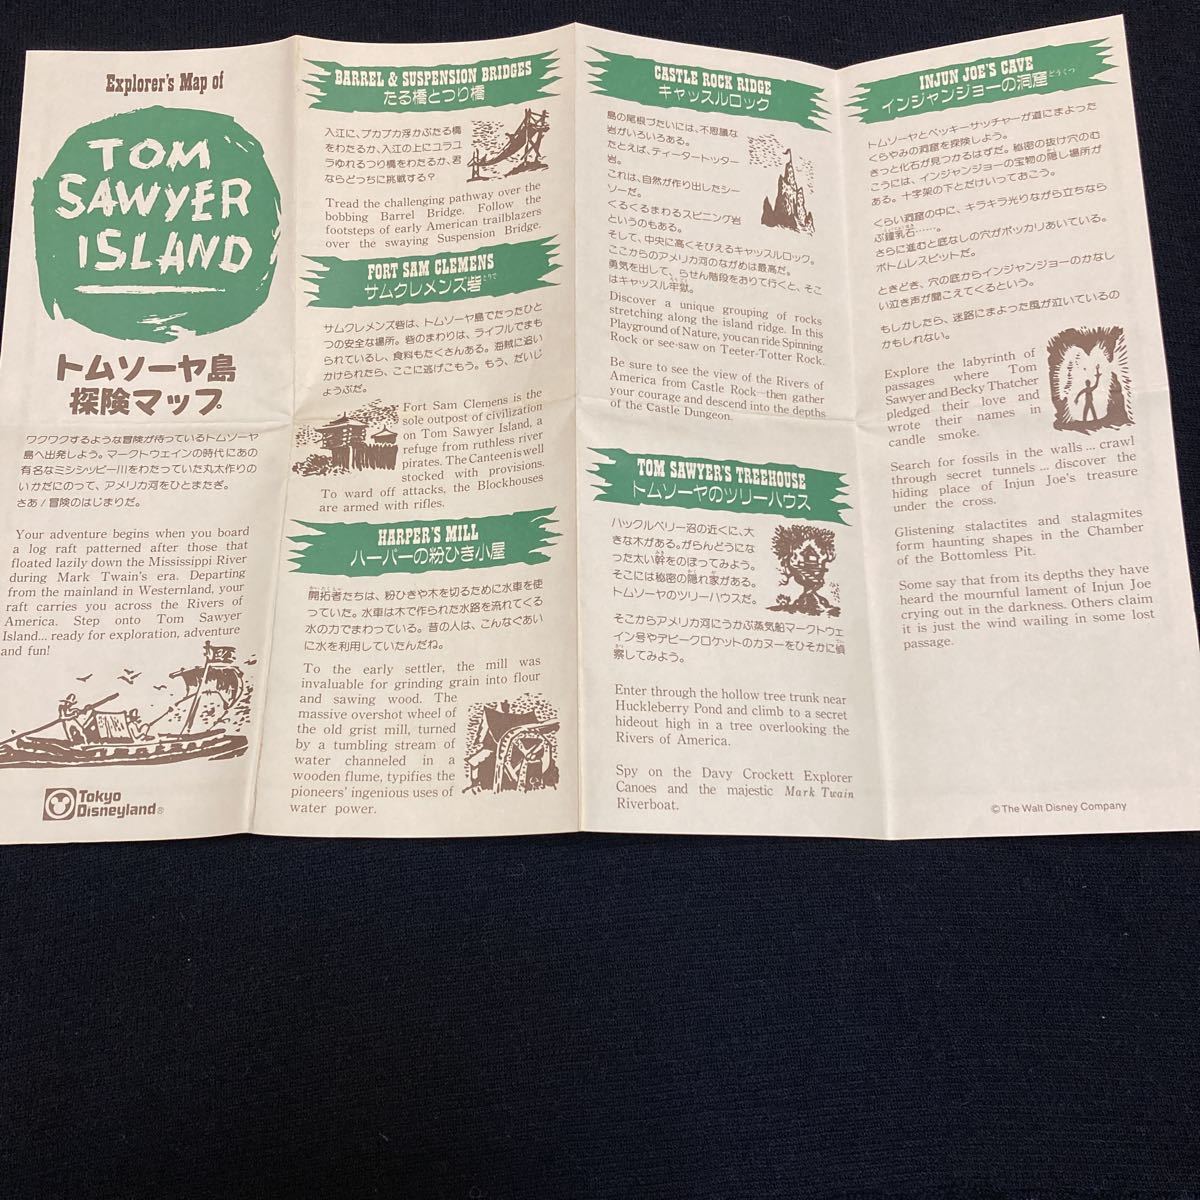 Explorer's Map of
TOM
SAWYER
ISLAND
トムソーヤ島
探険マップ
ワクワクするような冒険が待っているトムソーヤ
島へ出発しよう。マークトウェインの時代にあの
有名なミシシッピー川をわたっていた丸太作りの
いかだにのって、アメリカ河をひとまたぎ。
さあ!冒険のはじまりだ。
Your adventure begins when you board
a log raft patterned after those that
floated lazily down the Mississippi River
during Mark Twain's era. Departing
from the mainland in Westernland, your
raft carries you across the Rivers of
America. Step onto Tom Sawyer
Island... ready for exploration, adventure
and fun!
Tokyo
Disneyland®
BARREL & SUSPENSION BRIDGES
たる橋とつり橋
入江に、プカプカ浮かぶたる橋
をわたるか、入江の上にユラユ
ラゆれるつり橋をわたるか、君
ならどっちに挑戦する?
Tread the challenging pathway over the
bobbing Barrel Bridge. Follow the
footsteps of early American trailblazers
over the swaying Suspension Bridge.
FORT SAM CLEMENS
サムクレメンズ砦とりで
サムクレメンズ砦は、トムソーヤ島でたったひと
つの安全な場所。砦のまわりは、ライフルでまも
られているし、食料もたくさんある。海賊に追い
かけられたら、ここに逃げこもう。もう、だいじ
ょうぶだ。
Fort Sam Clemens is the
sole outpost of civilization
on Tom Sawyer Island, a
refuge from ruthless river
pirates. The Canteen is well
stocked with provisions.
To ward off attacks, the Blockhouses
are armed with rifles.
HARPER'S MILL
ハーパーの粉ひき小屋
開拓者たちは、粉ひきや木を切るために水車を使
っていた。水車は木で作られた水路を流れてくる
水の力でまわっている。昔の人は、こんなぐあい
に水を利用していたんだね。
To the early settler, the mill was
invaluable for grinding grain into flour
and sawing wood. The
massive overshot wheel of
the old grist mill, turned
by a tumbling stream of
water channeled in a
wooden flume, typifies the
pioneers' ingenious uses of
water power.
CASTLE ROCK RIDGE
キャッスルロック
島の尾根づたいには、不思議な
岩がいろいろある。
たとえば、ティータートッター
岩。
これは、自然が作り出したシー
ソーだ。
くるくるまわるスピニング岩
というのもある。
そして、中央に高くそびえるキャッスルロック。
ここからのアメリカ河のながめは最高だ。
勇気を出して、らせん階段をおりて行くと、そこ
はキャッスル牢獄。
Discover a unique grouping of rocks
stretching along the island ridge. In this
Playground of Nature, you can ride Spinning
Rock or see-saw on Teeter-Totter Rock.
Be sure to see the view of the Rivers of
America from Castle Rock—then gather
your courage and descend into the depths
of the Castle Dungeon.
TOM SAWYER'S TREEHOUSE
トムソーヤのツリーハウス
ハックルベリー沼の近くに、大
きな木がある。がらんどうにな
った太い幹をのぼってみよう。
そこには秘密の隠れ家がある。
トムソーヤのツリーハウスだ。
そこからアメリカ河にうかぶ蒸気船マークトウェ
イン号やデビークロケットのカヌーをひそかに偵
察してみよう。
Enter through the hollow tree trunk near
Huckleberry Pond and climb to a secret
hideout high in a tree overlooking the
Rivers of America.
Spy on the Davy Crockett Explorer
Canoes and the majestic Mark Twain
Riverboat.
INJUN JOE'S CAVE
インジャンジョーの洞窟どうくつ
トムソーヤとベッキーサッチャーが道にまよった
くらやみの洞窟を探険しよう。
きっと化石が見つかるはずだ。秘密の抜け穴のむ
こうには、インジャンジョーの宝物の隠し場所が
ある。十字架の下とだけいっておこう。
くらい洞窟の中に、キラキラ光りながら立ちなら
ぶ鐘乳石……。
さらに進むと底なしの穴がポッカリあいている。
ボトムレスピットだ。
ときどき、穴の底からインジャンジョーのかなし
い泣き声が聞こえてくるという。
もしかしたら、迷路にまよった風が泣いているの
かもしれない。
Explore the labyrinth of
passages where Tom
Sawyer and Becky Thatcher
pledged their love and
wrote their names in
candle smoke.
Search for fossils in the walls ... crawl
through secret tunnels ... discover the
hiding place of Injun Joe's treasure
under the cross.
Glistening stalactites and stalagmites
form haunting shapes in the Chamber
of the Bottomless Pit.
Some say that from its depths they have
heard the mournful lament of Injun Joe
crying out in the darkness. Others claim
it is just the wind wailing in some lost
passage.
©The Walt Disney Company